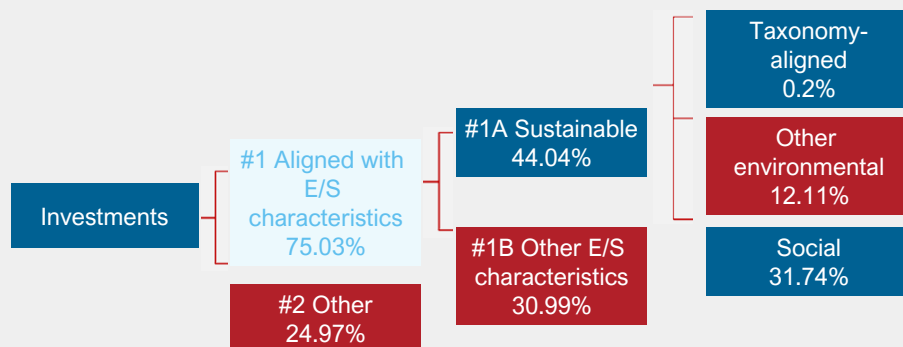 Investments
#1 Aligned with
E/S
characteristics
75.03%
#2 Other
24.97%
#1A Sustainable
44.04%
#1B Other E/S
characteristics
30.99%
Taxonomy-
aligned
0.2%
Other
environmental
12.11%
Social
31.74%